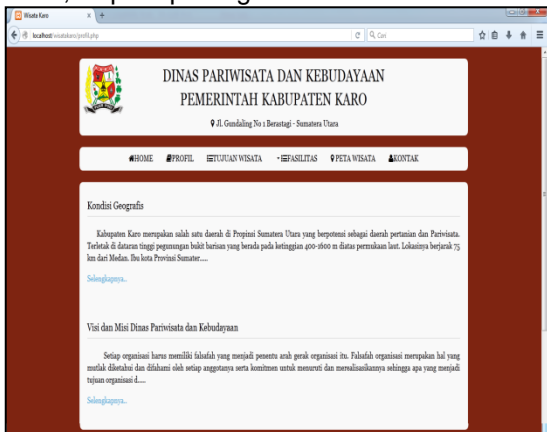 Wisata Karo
localhost/wisatakaro/profil.php
Cari
DINAS PARIWISATA DAN KEBUDAYAAN
PEMERINTAH KABUPATEN KARO
Jl. Gundaling No 1 Berastagi - Sumatera Utara
HOME PROFIL TUJUAN WISATA FASILITAS PETA WISATA KONTAK
Kondisi Geografis
Kabupaten Karo merupakan salah satu daerah di Propinsi Sumatera Utara yang berpotensi sebagai daerah pertanian dan Pariwisata.
Terletak di dataran tinggi pegunungan bukit barisan yang berada pada ketinggian 400-1600 m diatas permukaan laut. Lokasinya berjarak 75
km dari Medan. Ibu kota Provinsi Sumater.....
Selengkapnya..
Visi dan Misi Dinas Pariwisata dan Kebudayaan
Setiap organisasi harus memiliki falsafah yang menjadi penentu arah gerak organisasi itu. Falsafah organisasi merupakan hal yang
mutlak diketahui dan difahami oleh setiap anggotanya serta komitmen untuk menuruti dan merealisasikannya sehingga apa yang menjadi
tujuan organisasi d.....
Selengkapnya..